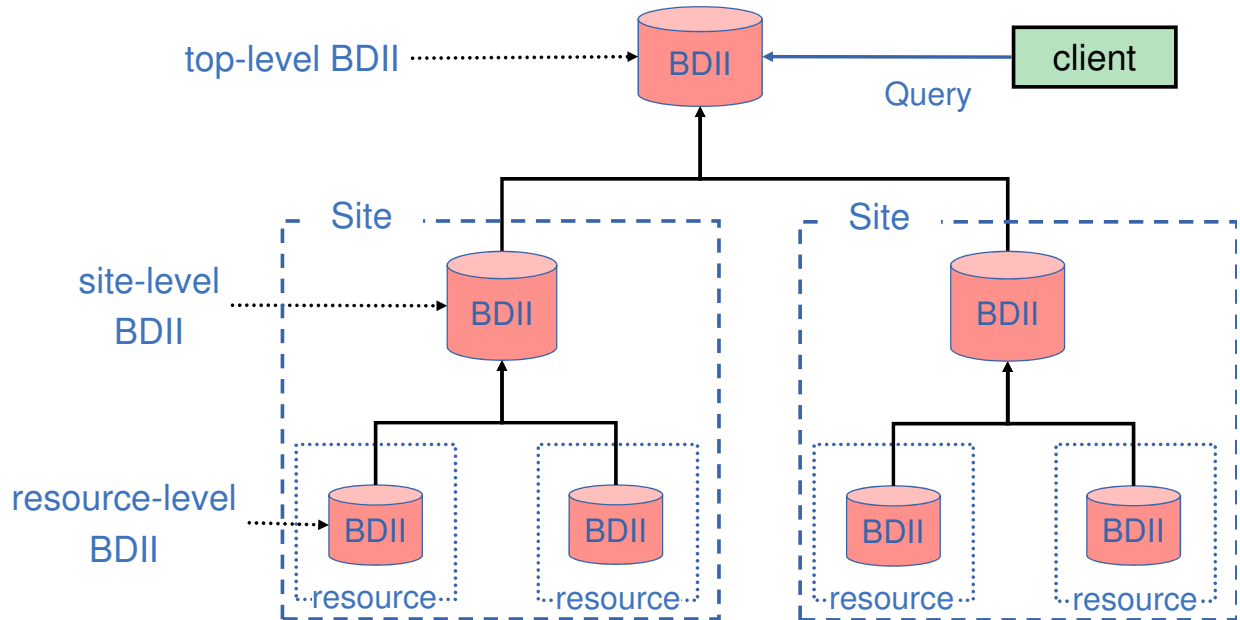 top-level BDII
BDII
client
Query
Site
Site
site-level
BDII
BDII
BDII
resource-level
BDII
BDII
BDII
BDII
BDII
resource
resource
resource
resource